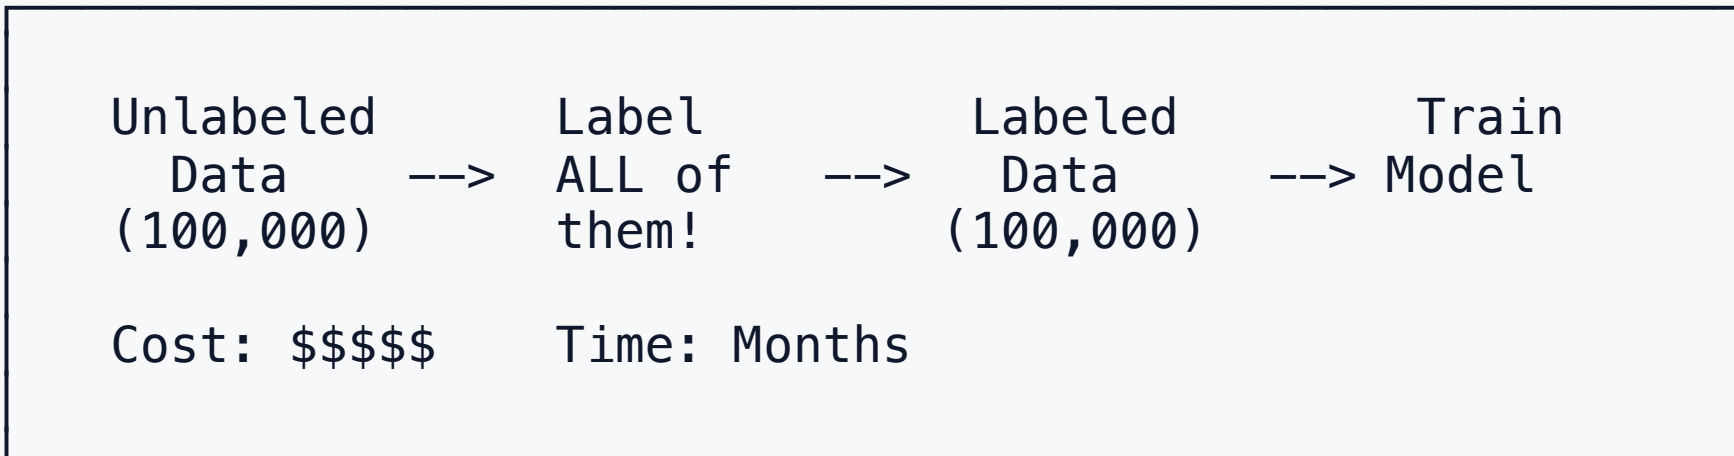 Unlabeled Label Labeled Train
Data --> ALL of --> Data --> Model
(100,000) them! (100,000)
Cost: $$$$$ Time: Months